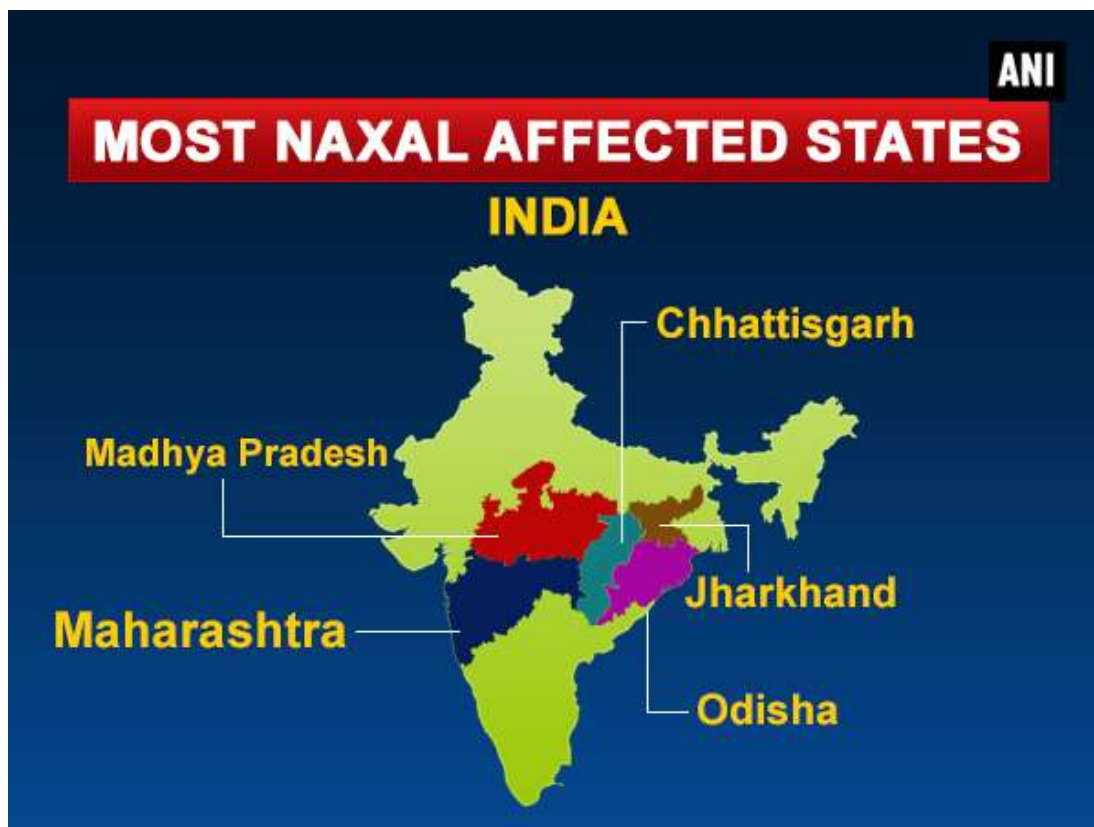 ANI
MOST NAXAL AFFECTED STATES
INDIA
Chhattisgarh
Madhya Pradesh
Jharkhand
Maharashtra
Odisha